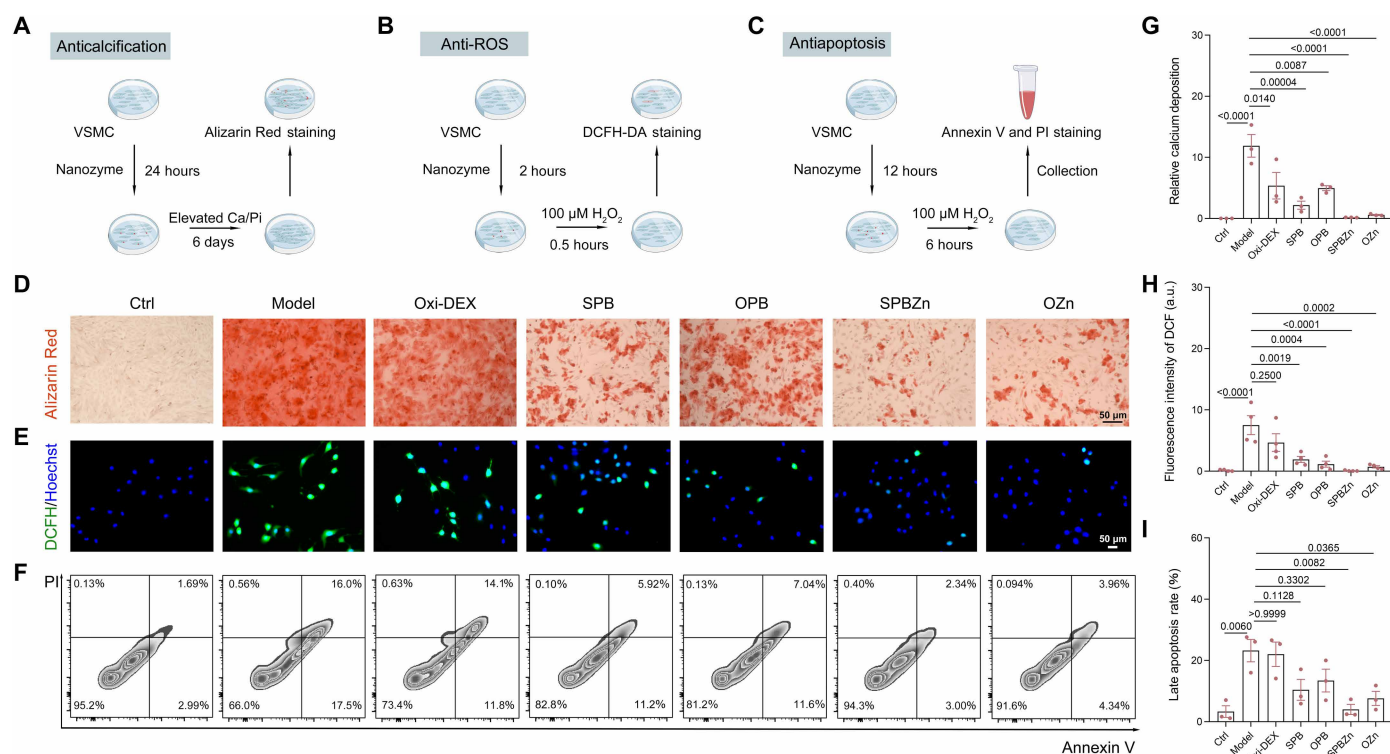 A
Anticalcification
VSMC
Alizarin Red staining
Nanozyme
24 hours
Elevated Ca/Pi
6 days
B
Anti-ROS
VSMC
DCFH-DA staining
Nanozyme
2 hours
100 µM H₂O₂
0.5 hours
C
Antiapoptosis
VSMC
Annexin V and PI staining
Nanozyme
12 hours
Collection
100 µM H₂O₂
6 hours
D
Ctrl
Model
Oxi-DEX
SPB
OPB
SPBZn
OZn
Alizarin Red
50 µm
E
DCFH/Hoechst
50 µm
F
PI
0.13%
1.69%
95.2%
2.99%
0.56%
16.0%
66.0%
17.5%
0.63%
14.1%
73.4%
11.8%
0.10%
5.92%
82.8%
11.2%
0.13%
7.04%
81.2%
11.6%
0.40%
2.34%
94.3%
3.00%
0.094%
3.96%
91.6%
4.34%
Annexin V
G
Relative calcium deposition
30
20
10
0
<0.0001
<0.0001
0.0087
0.00004
0.0140
<0.0001
Ctrl
Model
Oxi-DEX
SPB
OPB
SPBZn
OZn
H
Fluorescence intensity of DCF (a.u.)
30
20
10
0
0.0002
<0.0001
0.0004
0.0019
0.2500
<0.0001
Ctrl
Model
Oxi-DEX
SPB
OPB
SPBZn
OZn
I
Late apoptosis rate (%)
60
40
20
0
0.0365
0.0082
0.3302
0.1128
>0.9999
0.0060
Ctrl
Model
Oxi-DEX
SPB
OPB
SPBZn
OZn